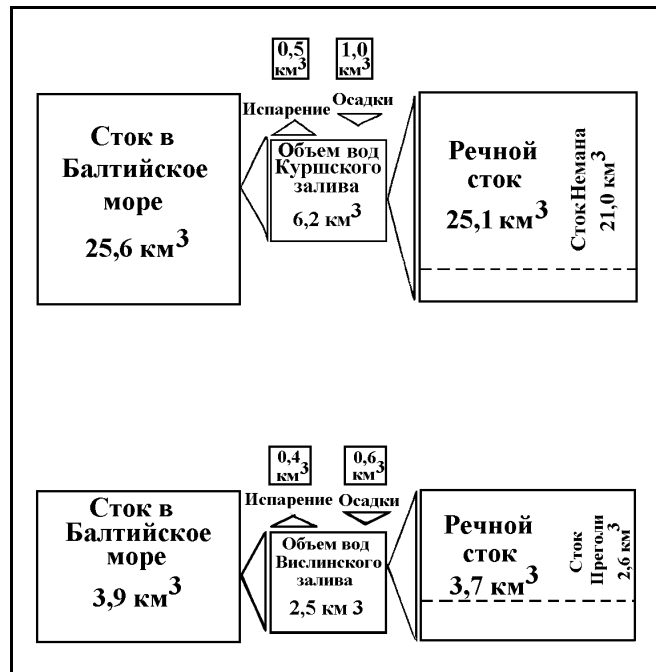 0,5
км³
1,0
км³
Испарение
Осадки
Сток в
Балтийское
море
25,6 км³
Объем вод
Куршского
залива
6,2 км³
Речной
сток
25,1 км³
Сток Немана
21,0 км³
0,4
км³
0,6
км³
Испарение
Осадки
Сток в
Балтийское
море
3,9 км³
Объем вод
Вислинского
залива
2,5 км 3
Речной
сток
3,7 км³
Сток
Преголи
2,6 км³